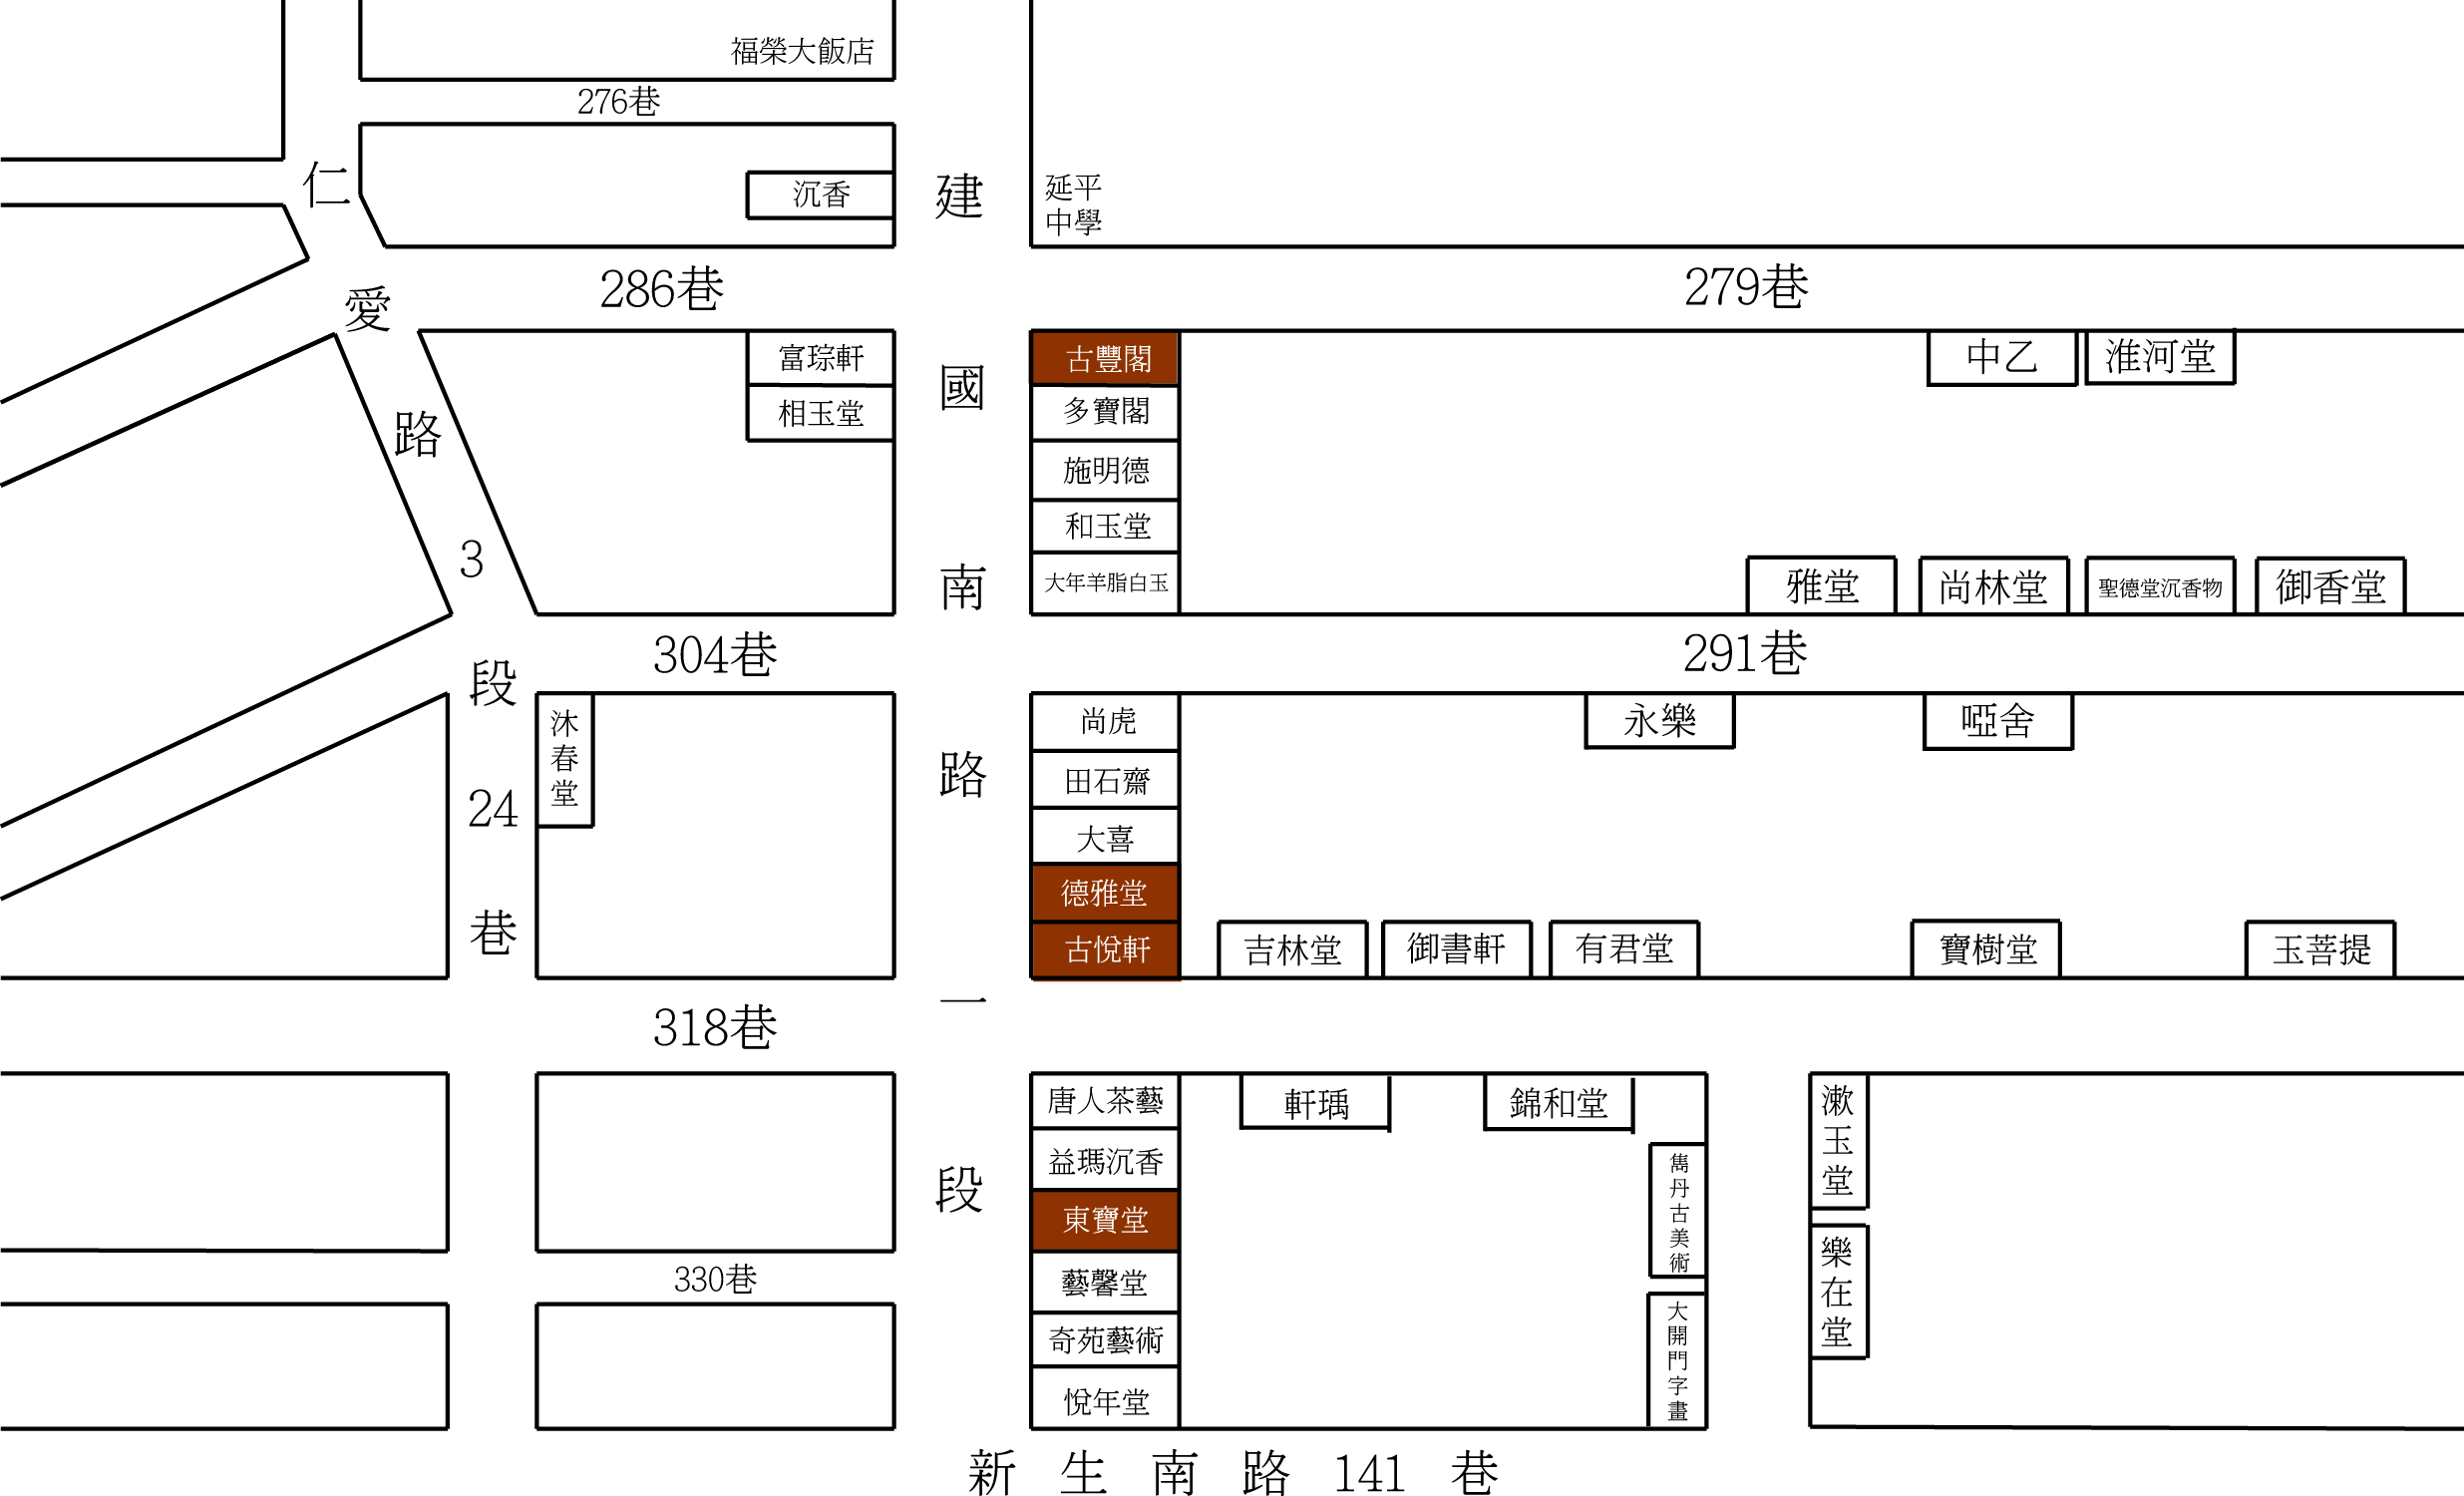 福榮大飯店
276巷
沉香
延平
中學
仁愛路3段24巷
建國南路一段
286巷
279巷
富琮軒
相玉堂
古豐閣
多寶閣
施明德
和玉堂
大年羊脂白玉
中乙
淮河堂
雅堂
尚林堂
聖德堂沉香物
御香堂
304巷
291巷
沐春堂
尚虎
田石齋
大喜
德雅堂
古悅軒
永樂
啞舍
吉林堂
御書軒
有君堂
寶樹堂
玉菩提
318巷
唐人茶藝
益瑪沉香
東寶堂
藝馨堂
奇苑藝術
悅年堂
軒瑀
錦和堂
雋丹古美術
大開門字畫
漱玉堂
樂在堂
330巷
新生南路141巷